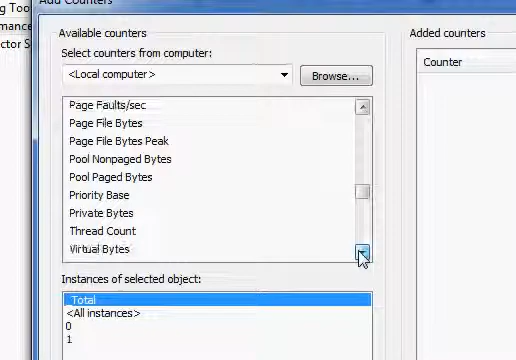 Add Counters
Available counters
Added counters
Select counters from computer:
<Local computer>
Browse...
Counter
Page Faults/sec
Page File Bytes
Page File Bytes Peak
Pool Nonpaged Bytes
Pool Paged Bytes
Priority Base
Private Bytes
Thread Count
Virtual Bytes
Instances of selected object:
_Total
<All instances>
0
1